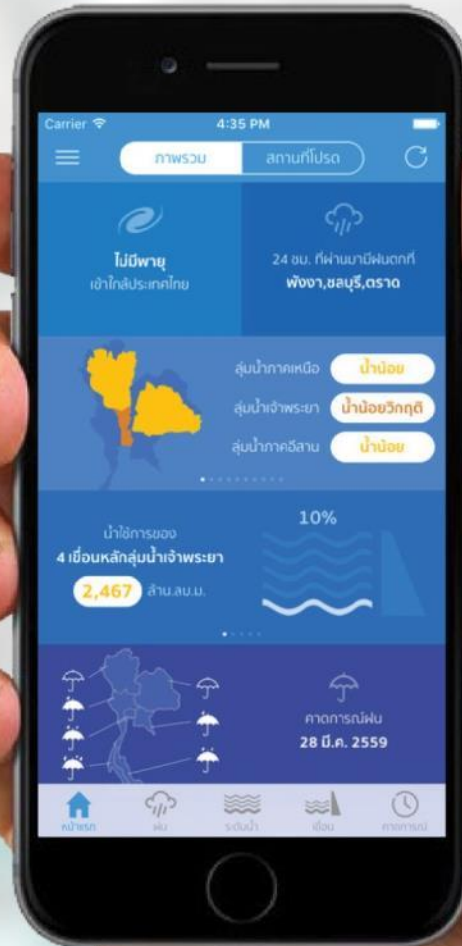 Carrier
4:35 PM
ภาพรวม
สถานที่โปรด
ไม่มีพายุ
เข้าใกล้ประเทศไทย
24 ชม. ที่ผ่านมามีฝนตกที่
พังงา,ชลบุรี,ตราด
ลุ่มน้ำภาคเหนือ
น้ำน้อย
ลุ่มน้ำเจ้าพระยา
น้ำน้อยวิกฤติ
ลุ่มน้ำภาคอีสาน
น้ำน้อย
น้ำใช้การของ
4 เขื่อนหลักลุ่มน้ำเจ้าพระยา
2,467 ล้าน.ลบ.ม.
10%
คาดการณ์ฝน
28 มี.ค. 2559
หน้าแรก
ฝน
ระดับน้ำ
เขื่อน
คาดการณ์